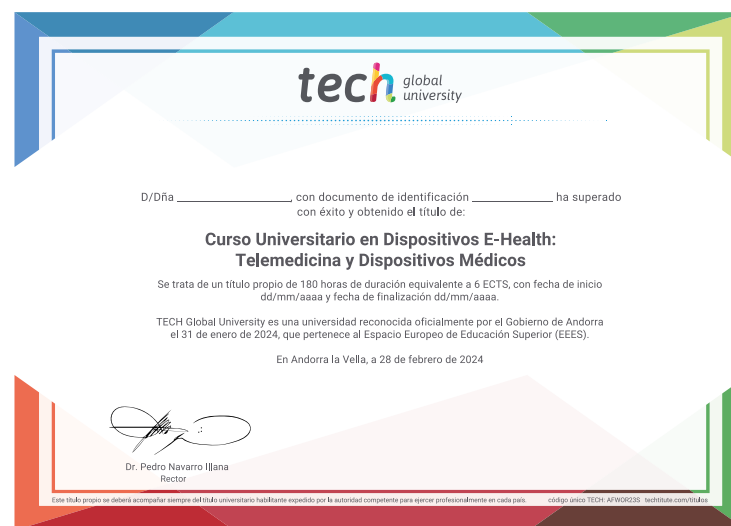 tech global university
D/Dña ____________________, con documento de identificación ______________ ha superado
con éxito y obtenido el título de:
Curso Universitario en Dispositivos E-Health:
Telemedicina y Dispositivos Médicos
Se trata de un título propio de 180 horas de duración equivalente a 6 ECTS, con fecha de inicio
dd/mm/aaaa y fecha de finalización dd/mm/aaaa.
TECH Global University es una universidad reconocida oficialmente por el Gobierno de Andorra
el 31 de enero de 2024, que pertenece al Espacio Europeo de Educación Superior (EEES).
En Andorra la Vella, a 28 de febrero de 2024
Dr. Pedro Navarro Illana
Rector
Este título propio se deberá acompañar siempre del título universitario habilitante expedido por la autoridad competente para ejercer profesionalmente en cada país. código único TECH: AFWOR23S techtitute.com/titulos